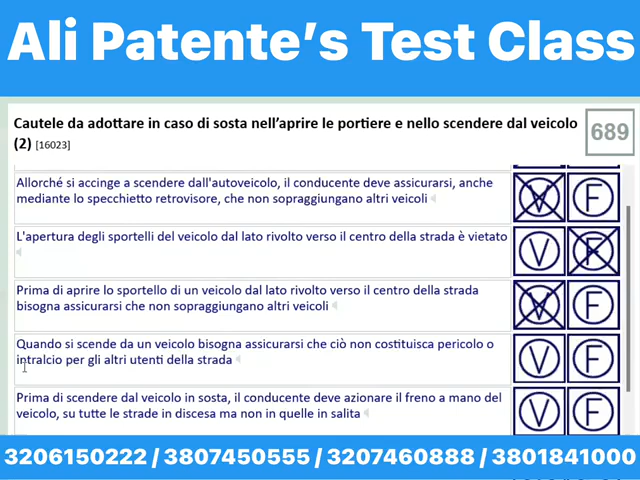 Ali Patente's Test Class
Cautele da adottare in caso di sosta nell'aprire le portiere e nello scendere dal veicolo
(2) [16023]
689
Allorché si accinge a scendere dall'autoveicolo, il conducente deve assicurarsi, anche
mediante lo specchietto retrovisore, che non sopraggiungano altri veicoli
V F
L'apertura degli sportelli del veicolo dal lato rivolto verso il centro della strada è vietato
V F
Prima di aprire lo sportello di un veicolo dal lato rivolto verso il centro della strada
bisogna assicurarsi che non sopraggiungano altri veicoli
V F
Quando si scende da un veicolo bisogna assicurarsi che ciò non costituisca pericolo o
intralcio per gli altri utenti della strada
V F
Prima di scendere dal veicolo in sosta, il conducente deve azionare il freno a mano del
veicolo, su tutte le strade in discesa ma non in quelle in salita
V F
3206150222 / 3807450555 / 3207460888 / 3801841000